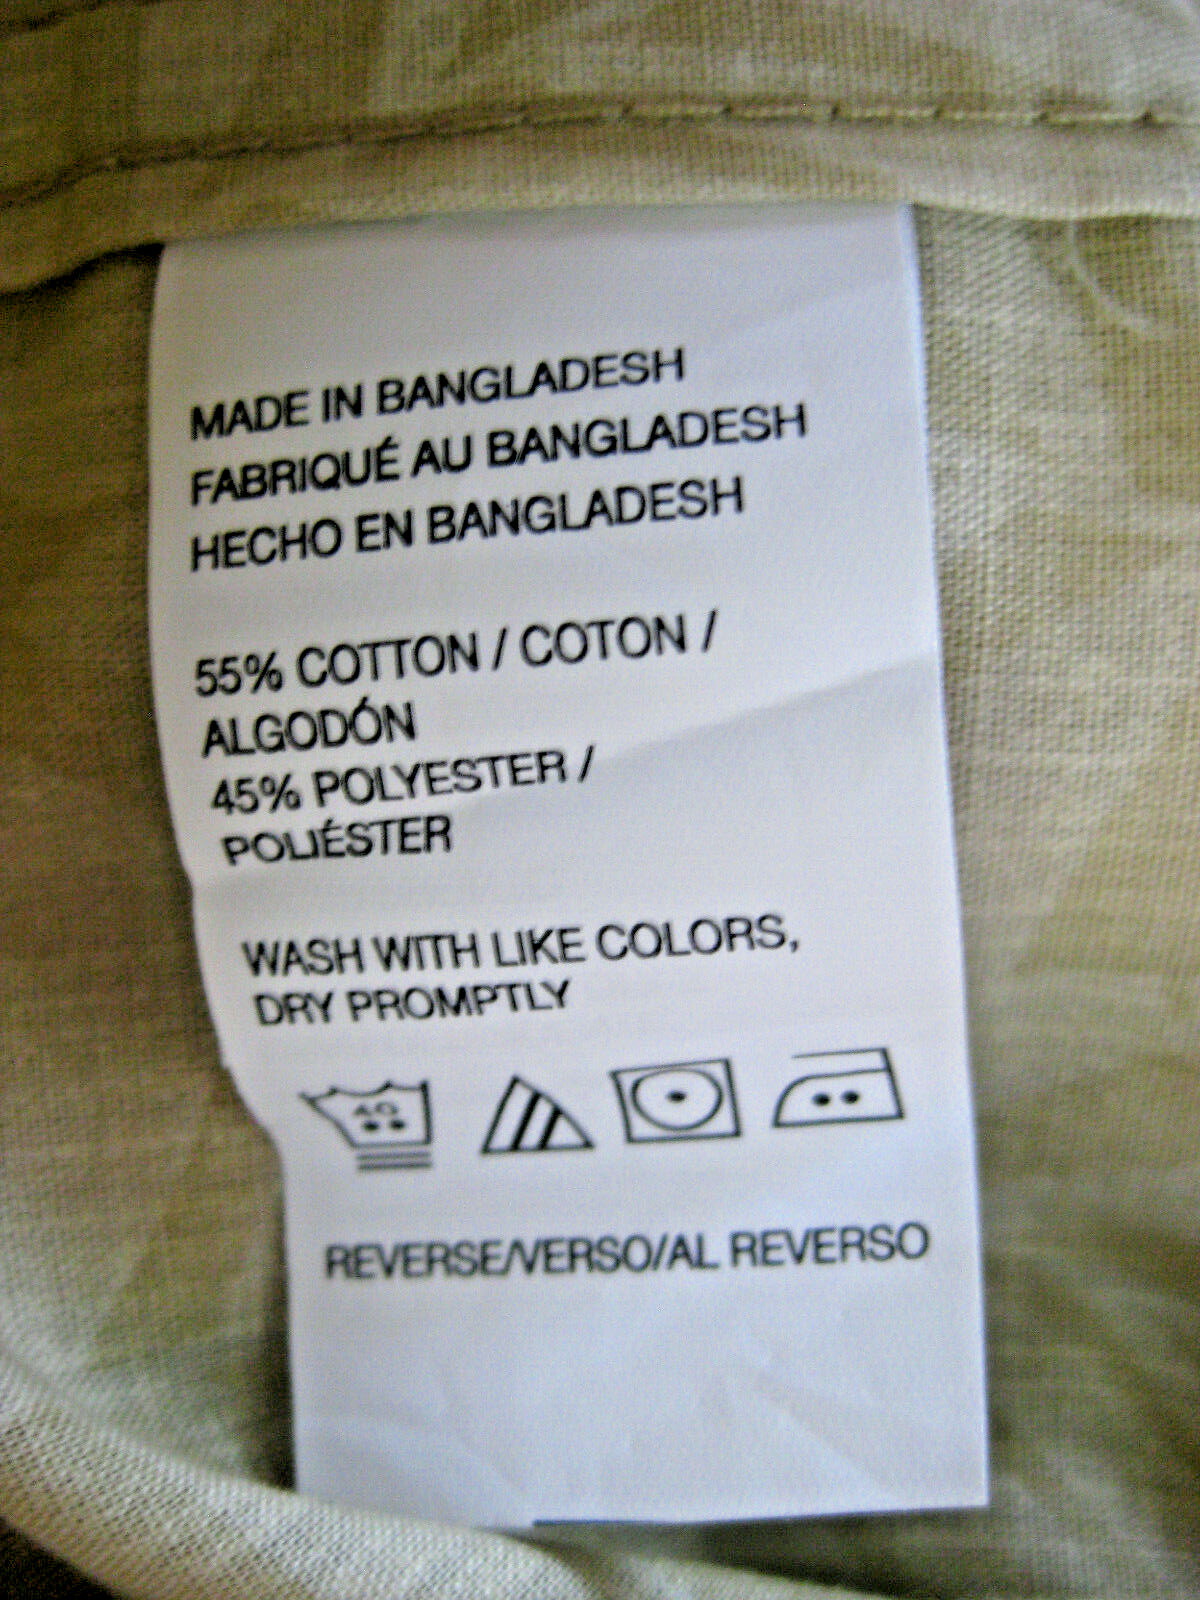 MADE IN BANGLADESH
FABRIQUÉ AU BANGLADESH
HECHO EN BANGLADESH
55% COTTON / COTON /
ALGODÓN
45% POLYESTER /
POLIÉSTER
WASH WITH LIKE COLORS,
DRY PROMPTLY
40
REVERSE/VERSO/AL REVERSO